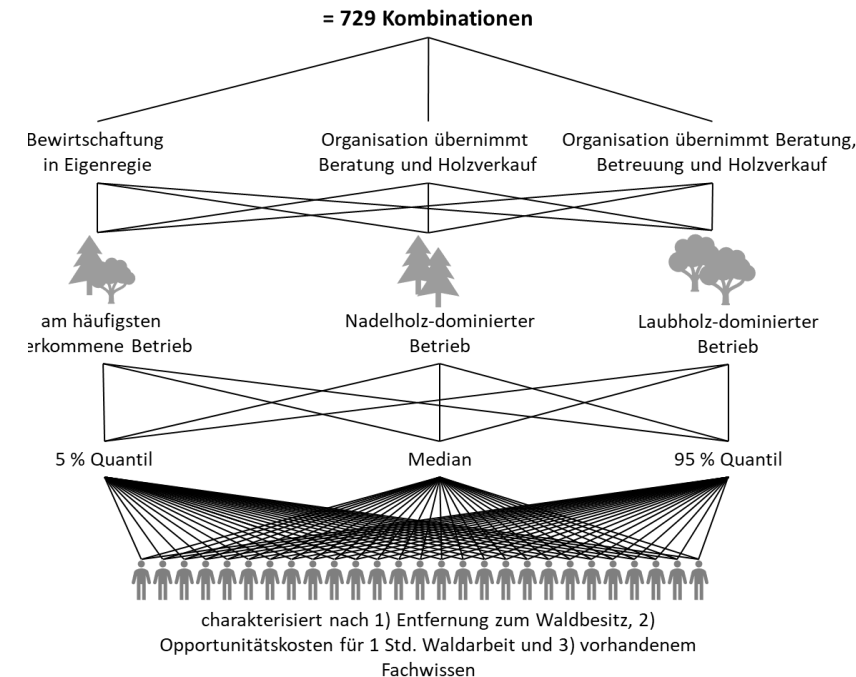 = 729 Kombinationen
Bewirtschaftung
in Eigenregie
Organisation übernimmt
Beratung und Holzverkauf
Organisation übernimmt Beratung,
Betreuung und Holzverkauf
am häufigsten
erkommene Betrieb
Nadelholz-dominierter
Betrieb
Laubholz-dominierter
Betrieb
5 % Quantil
Median
95 % Quantil
charakterisiert nach 1) Entfernung zum Waldbesitz, 2)
Opportunitätskosten für 1 Std. Waldarbeit und 3) vorhandenem
Fachwissen